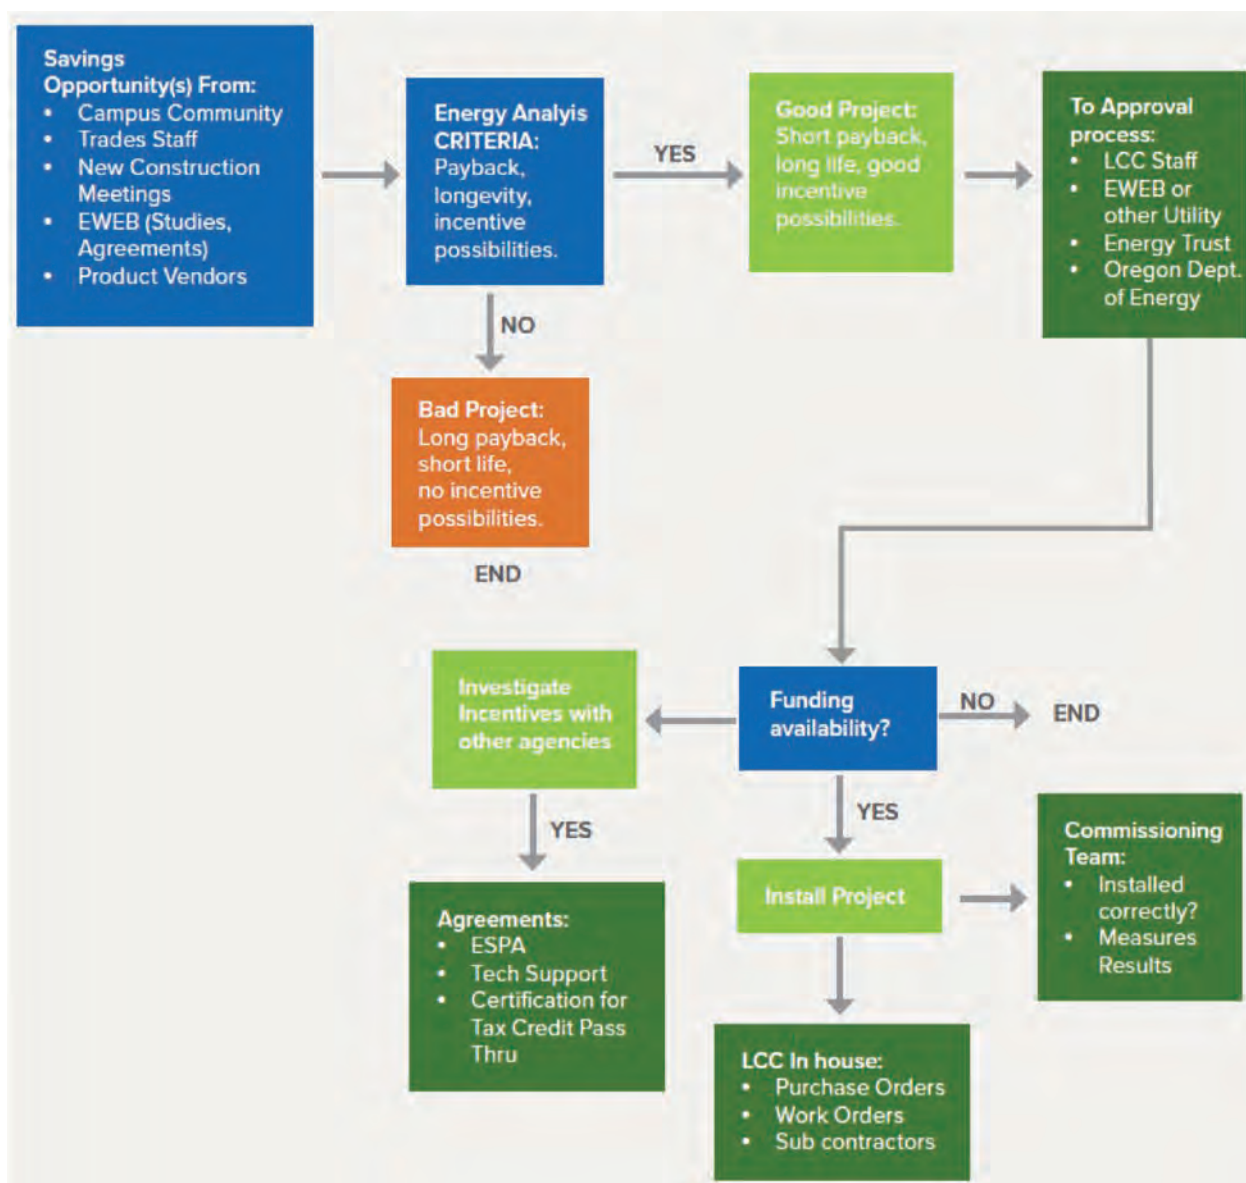 Savings
Opportunity(s) From:
• Campus Community
• Trades Staff
• New Construction
Meetings
• EWEB (Studies,
Agreements)
• Product Vendors
Energy Analyis
CRITERIA:
Payback,
longevity,
incentive
possibilities.
YES
Good Project:
Short payback,
long life, good
incentive
possibilities.
To Approval
process:
• LCC Staff
• EWEB or
other Utility
• Energy Trust
• Oregon Dept.
of Energy
NO
Bad Project:
Long payback,
short life,
no incentive
possibilities.
END
Investigate
Incentives with
other agencies
Funding
availability?
NO
END
YES
YES
Agreements:
• ESPA
• Tech Support
• Certification for
Tax Credit Pass
Thru
Install Project
Commissioning
Team:
• Installed
correctly?
• Measures
Results
LCC In house:
• Purchase Orders
• Work Orders
• Sub contractors